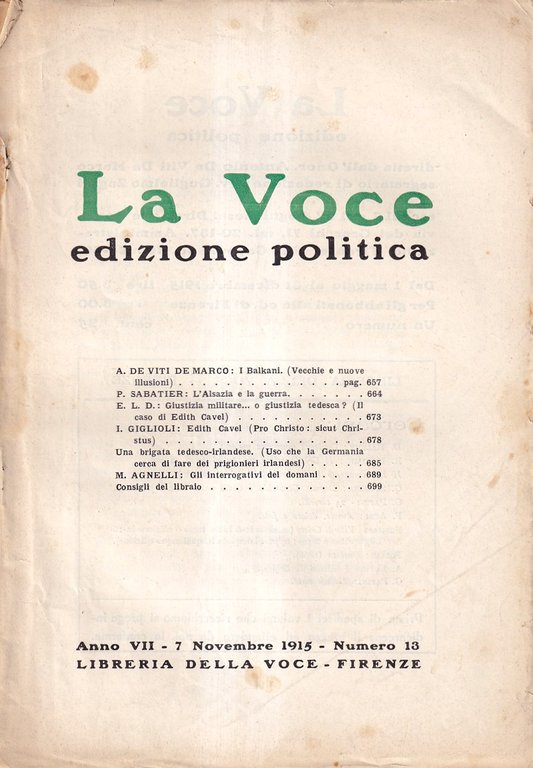 La Voce
edizione politica
A. DE VITI DE MARCO: I Balkani. (Vecchie e nuove
illusioni) . . . . . . . . . . . . . . pag. 657
P. SABATIER: L'Alsazia e la guerra. . . . . . . 664
E. L. D.: Giustizia militare... o giustizia tedesca? (Il
caso di Edith Cavel) . . . . . . . . . . . 673
I. GIGLIOLI: Edith Cavel (Pro Christo: sicut Chri-
stus) . . . . . . . . . . . . . . . . 678
Una brigata tedesco-irlandese. (Uso che la Germania
cerca di fare dei prigionieri irlandesi) . . . . . 685
M. AGNELLI: Gli interrogativi del domani . . . . 689
Consigli del libraio . . . . . . . . . . . . 699
Anno VII - 7 Novembre 1915 - Numero 13
LIBRERIA DELLA VOCE - FIRENZE